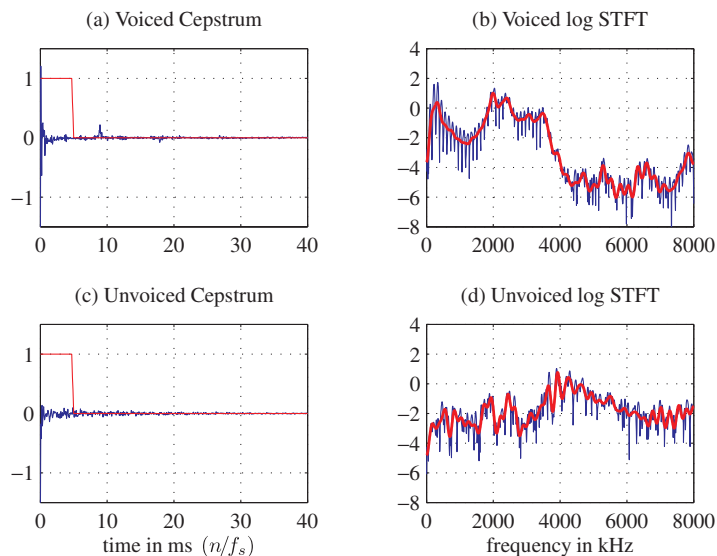 (a) Voiced Cepstrum
1
0
−1
0 10 20 30 40
(b) Voiced log STFT
4
2
0
−2
−4
−6
−8
0 2000 4000 6000 8000
(c) Unvoiced Cepstrum
1
0
−1
0 10 20 30 40
time in ms (n/fs)
(d) Unvoiced log STFT
4
2
0
−2
−4
−6
−8
0 2000 4000 6000 8000
frequency in kHz